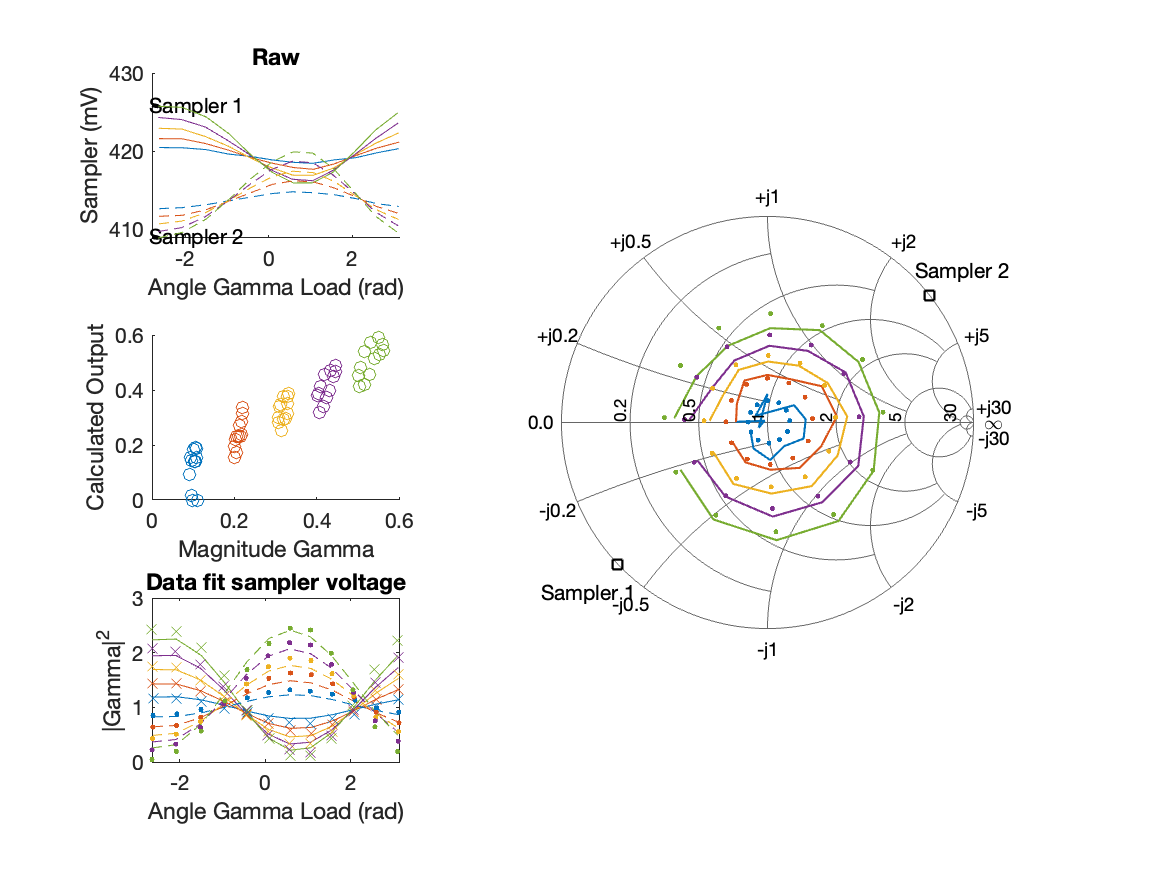 Raw
430
420
410
Sampler (mV)
Sampler 1
Sampler 2
-2
0
2
Angle Gamma Load (rad)
0.6
0.4
0.2
0
Calculated Output
0
0.2
0.4
0.6
Magnitude Gamma
Data fit sampler voltage
3
2
1
0
|Gamma|2
-2
0
2
Angle Gamma Load (rad)
+j1
+j0.5
+j2
Sampler 2
+j0.2
+j5
0.0
0.2
0.5
1
2
5
30
+j30
∞
-j30
-j0.2
-j5
Sampler 1
-j0.5
-j2
-j1